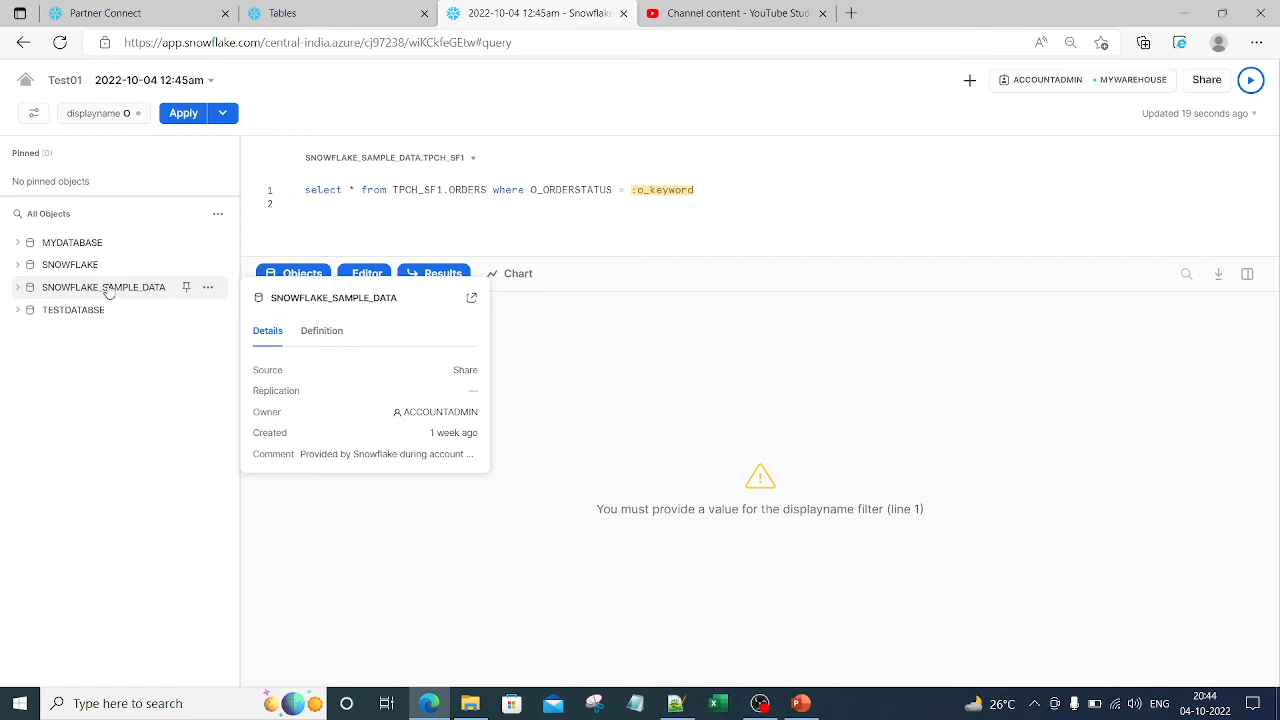 Partner Connect
Tables
2022-10-04 12:45am - Snowflake
Channel content - YouTube Stud
https://app.snowflake.com/central-india.azure/cj97238/wiKCkfeGEtw#query
Test01 2022-10-04 12:45am
ACCOUNTADMIN MYWAREHOUSE
Share
displayname O
Apply
Updated 19 seconds ago
Pinned (0)
No pinned objects
SNOWFLAKE_SAMPLE_DATA.TPCH_SF1
1 select * from TPCH_SF1.ORDERS where O_ORDERSTATUS = :o_keyword
2
All Objects
MYDATABASE
SNOWFLAKE
SNOWFLAKE_SAMPLE_DATA
TESTDATABSE
Objects
Editor
Results
Chart
SNOWFLAKE_SAMPLE_DATA
Details Definition
Source Share
Replication —
Owner ACCOUNTADMIN
Created 1 week ago
Comment Provided by Snowflake during account ...
You must provide a value for the displayname filter (line 1)
Type here to search
26°C
ENG
20:44
04-10-2022